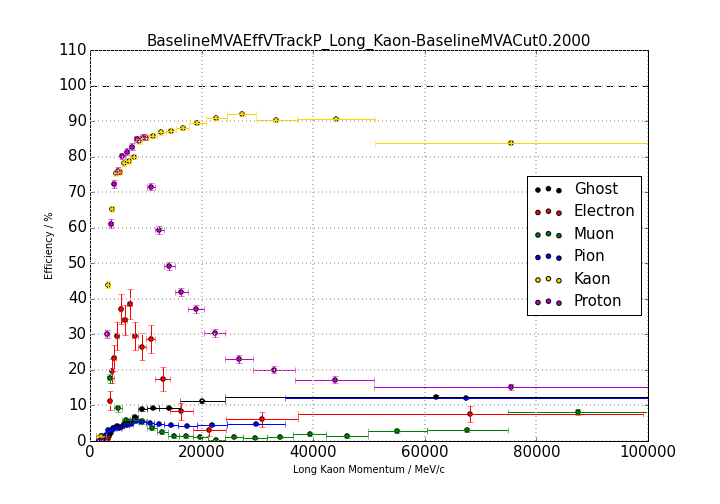 BaselineMVAEffVTrackP_Long_Kaon-BaselineMVACut0.2000
110
100
90
80
70
60
50
40
30
20
10
0
Efficiency / %
Ghost
Electron
Muon
Pion
Kaon
Proton
0 20000 40000 60000 80000 100000
Long Kaon Momentum / MeV/c